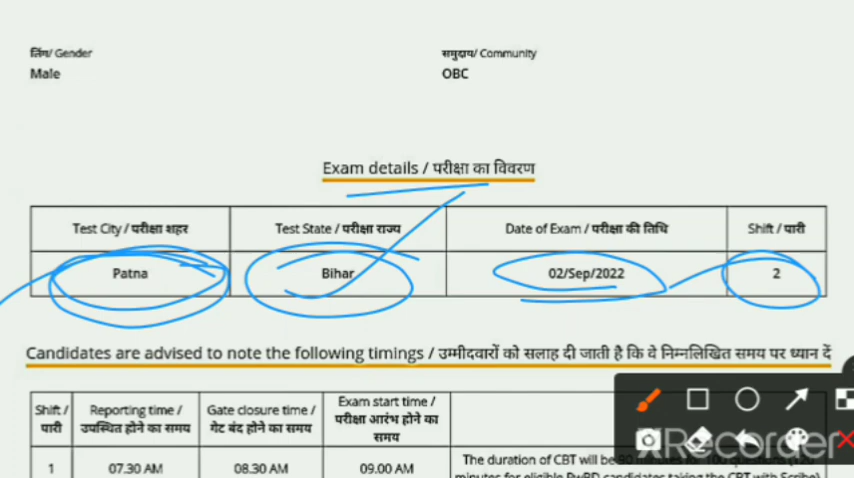 लिंग/ Gender
समुदाय/ Community
Male
OBC
Exam details / परीक्षा का विवरण
Test City / परीक्षा शहर
Test State / परीक्षा राज्य
Date of Exam / परीक्षा की तिथि
Shift / पारी
Patna
Bihar
02/Sep/2022
2
Candidates are advised to note the following timings / उम्मीदवारों को सलाह दी जाती है कि वे निम्नलिखित समय पर ध्यान दें
Shift /
पारी
Reporting time /
उपस्थित होने का समय
Gate closure time /
गेट बंद होने का समय
Exam start time /
परीक्षा आरंभ होने का
समय
1
07.30 AM
08.30 AM
09.00 AM
The duration of CBT will be 90 minutes for 100
minutes for eligible PwBD candidates taking the CBT with Scribe)
Recorder